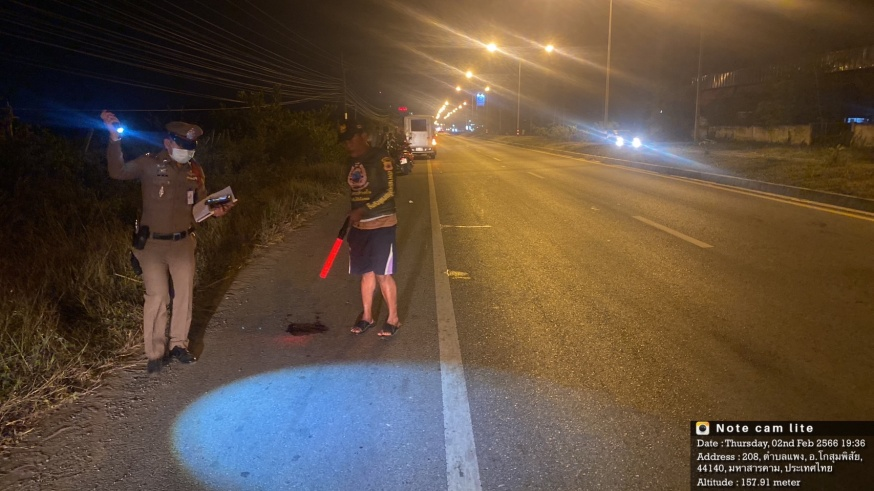 Note cam lite
Date : Thursday, 02nd Feb 2566 19:36
Address : 208, ตำบลแพง, อ.โกสุมพิสัย,
44140, มหาสารคาม, ประเทศไทย
Altitude : 157.91 meter